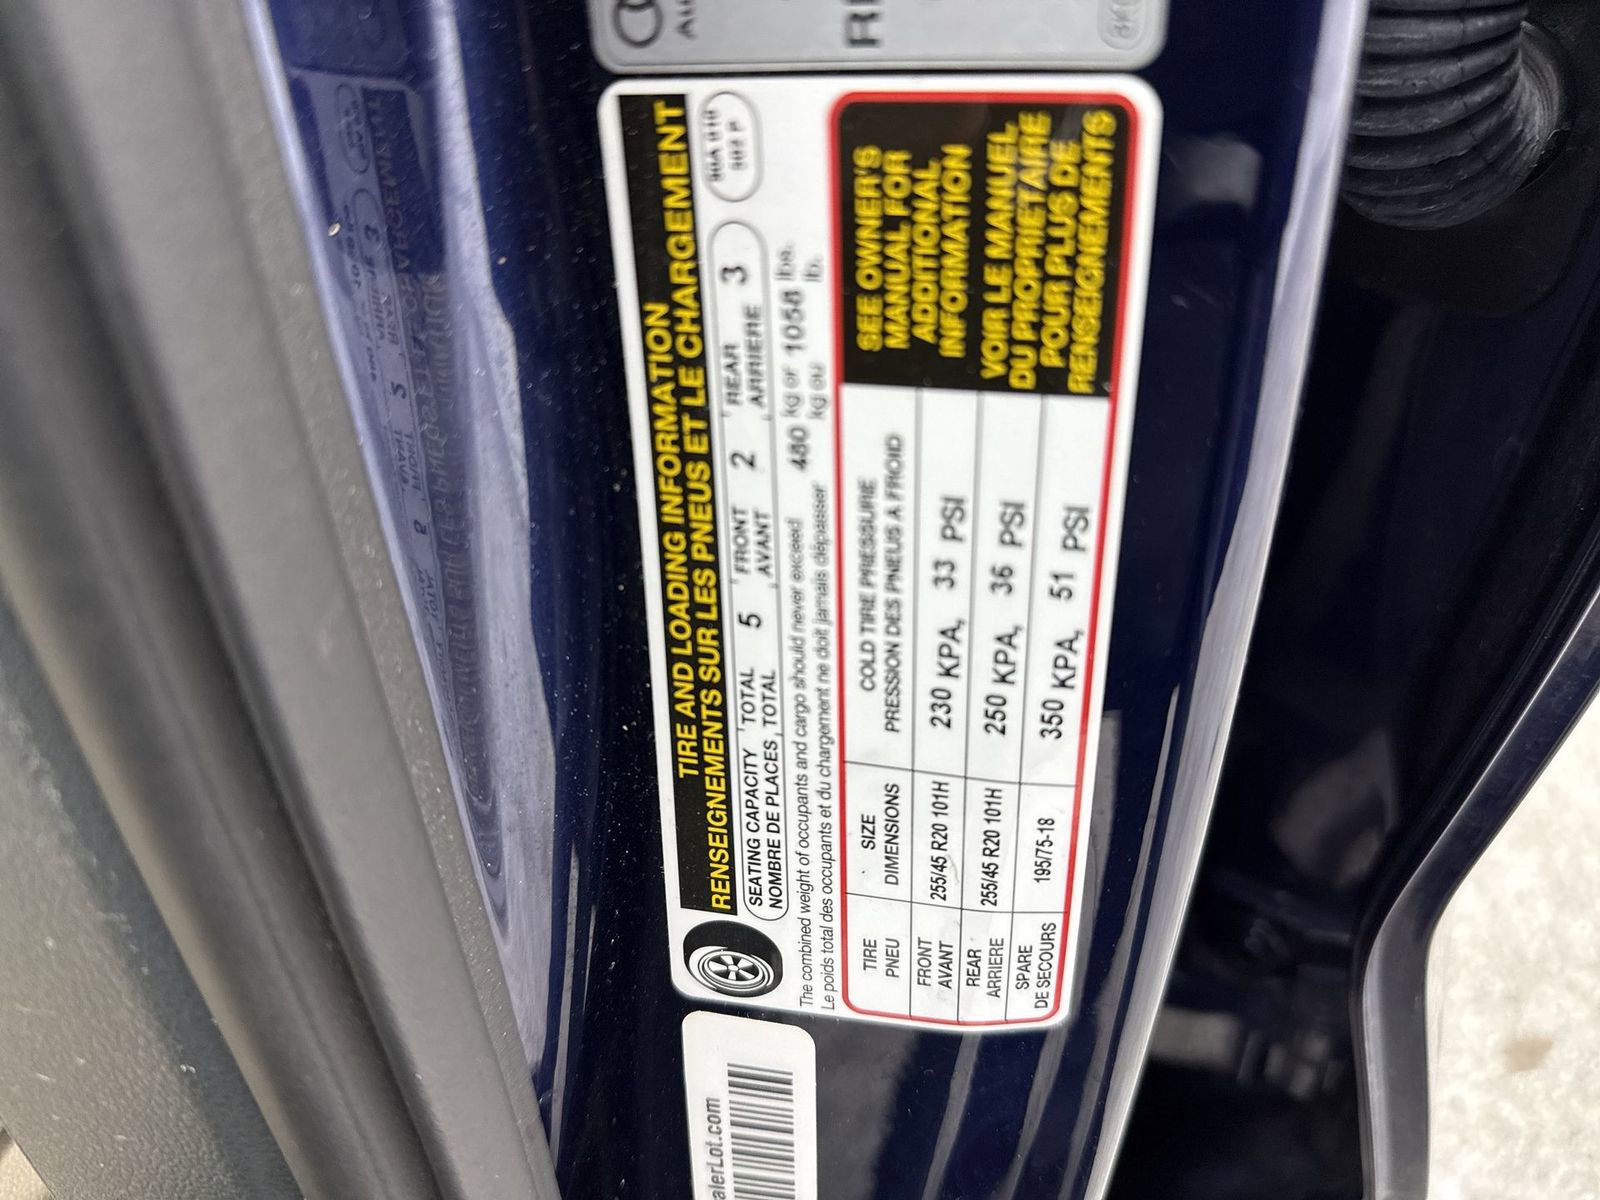 TIRE AND LOADING INFORMATION
RENSEIGNEMENTS SUR LES PNEUS ET LE CHARGEMENT
SEATING CAPACITY TOTAL 5 FRONT 2 REAR 3
NOMBRE DE PLACES TOTAL AVANT ARRIERE
The combined weight of occupants and cargo should never exceed 480 kg or 1058 lbs.
Le poids total des occupants et du chargement ne doit jamais dépasser kg ou lb.
TIRE SIZE COLD TIRE PRESSURE
PNEU DIMENSIONS PRESSION DES PNEUS A FROID
FRONT 255/45 R20 101H 230 KPA, 33 PSI
AVANT
REAR 255/45 R20 101H 250 KPA, 36 PSI
ARRIERE
SPARE 195/75-18 350 KPA, 51 PSI
DE SECOURS
SEE OWNER'S
MANUAL FOR
ADDITIONAL
INFORMATION
VOIR LE MANUEL
DU PROPRIETAIRE
POUR PLUS DE
RENSEIGNEMENTS
alerLot.com